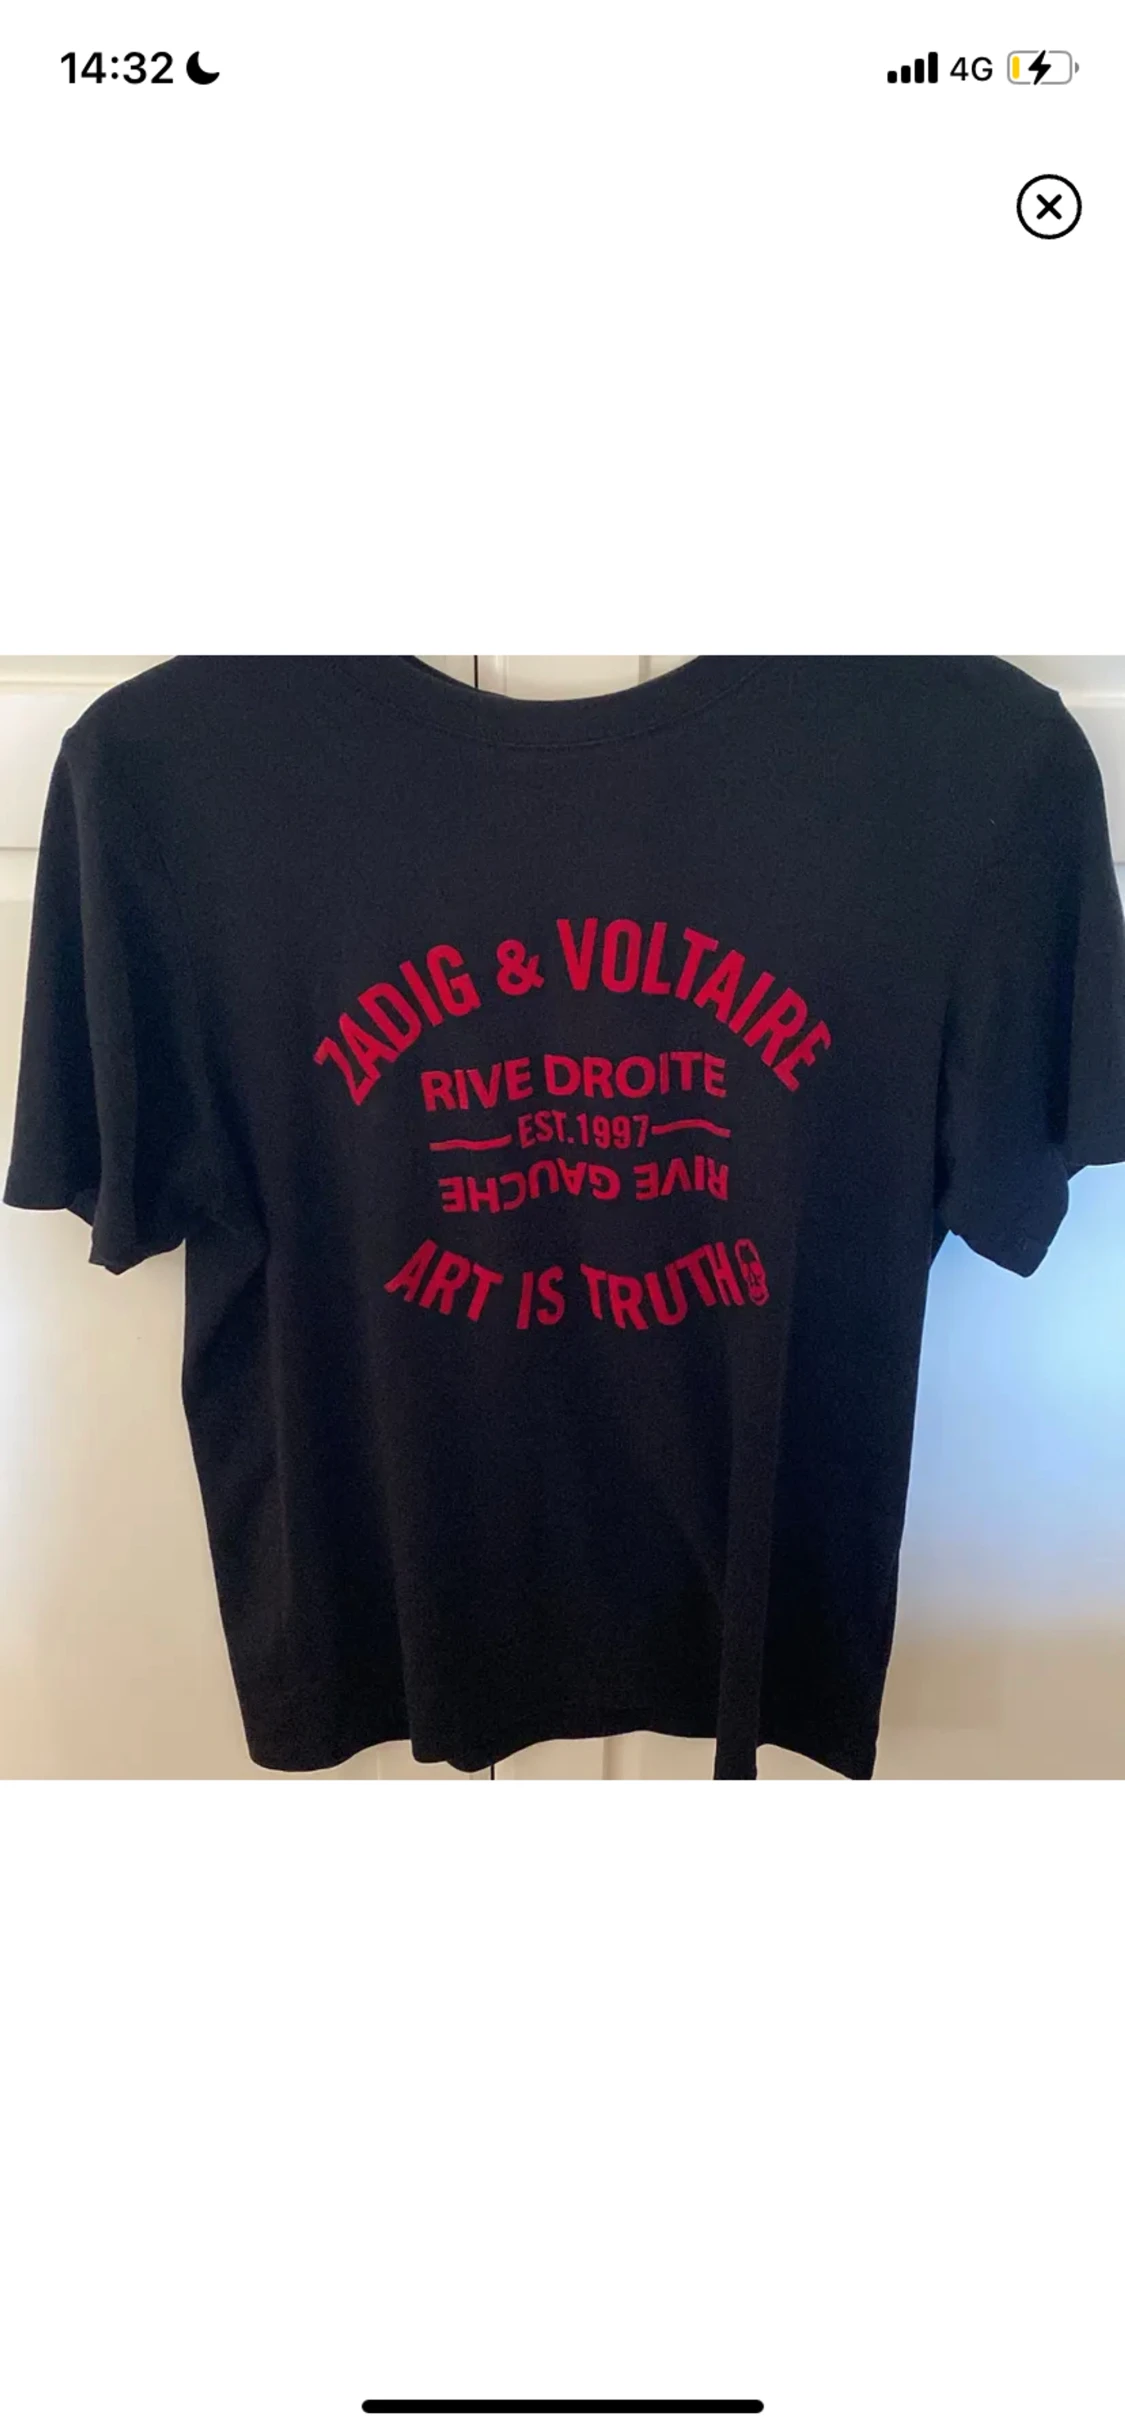 14:32
4G
ZADIG & VOLTAIRE
RIVE DROITE
EST.1997
RIVE GAUCHE
ART IS TRUTH